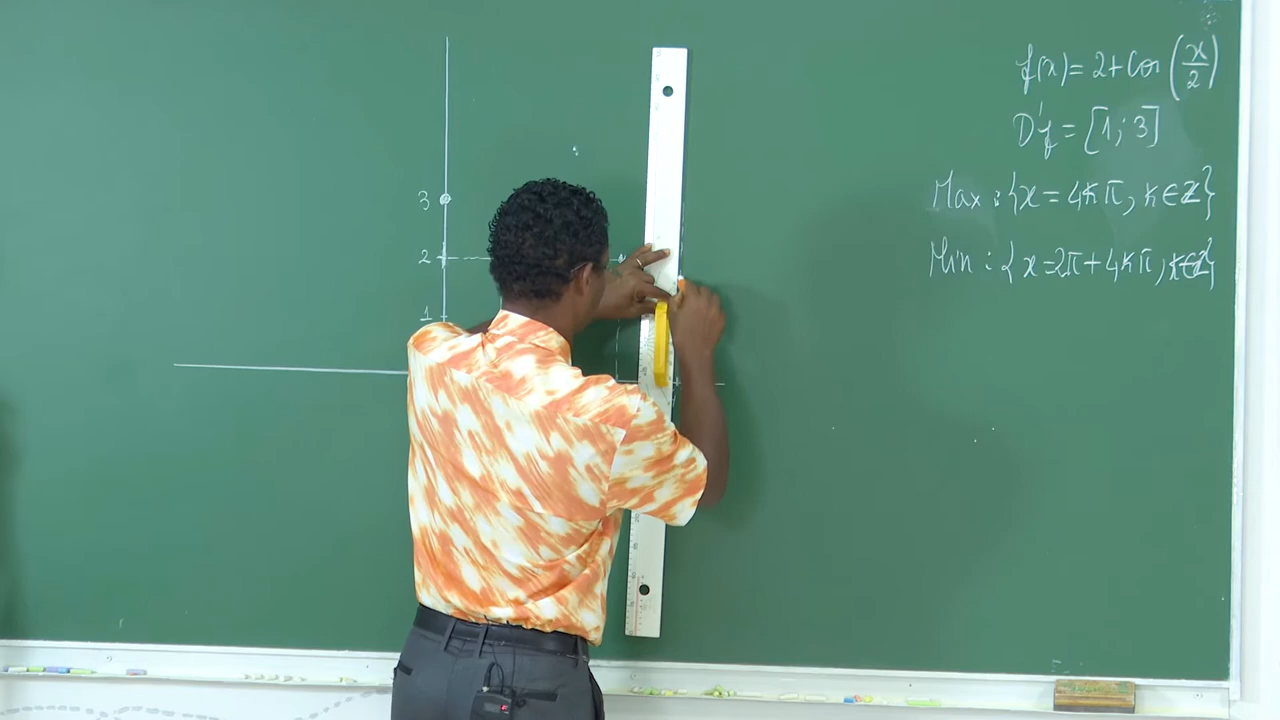 f(x) = 2 + Cos (x/2)
D'f = [1; 3]
Max : {x = 4kπ, k∈Z}
Min : {x = 2π + 4kπ, k∈Z}
3
2
1